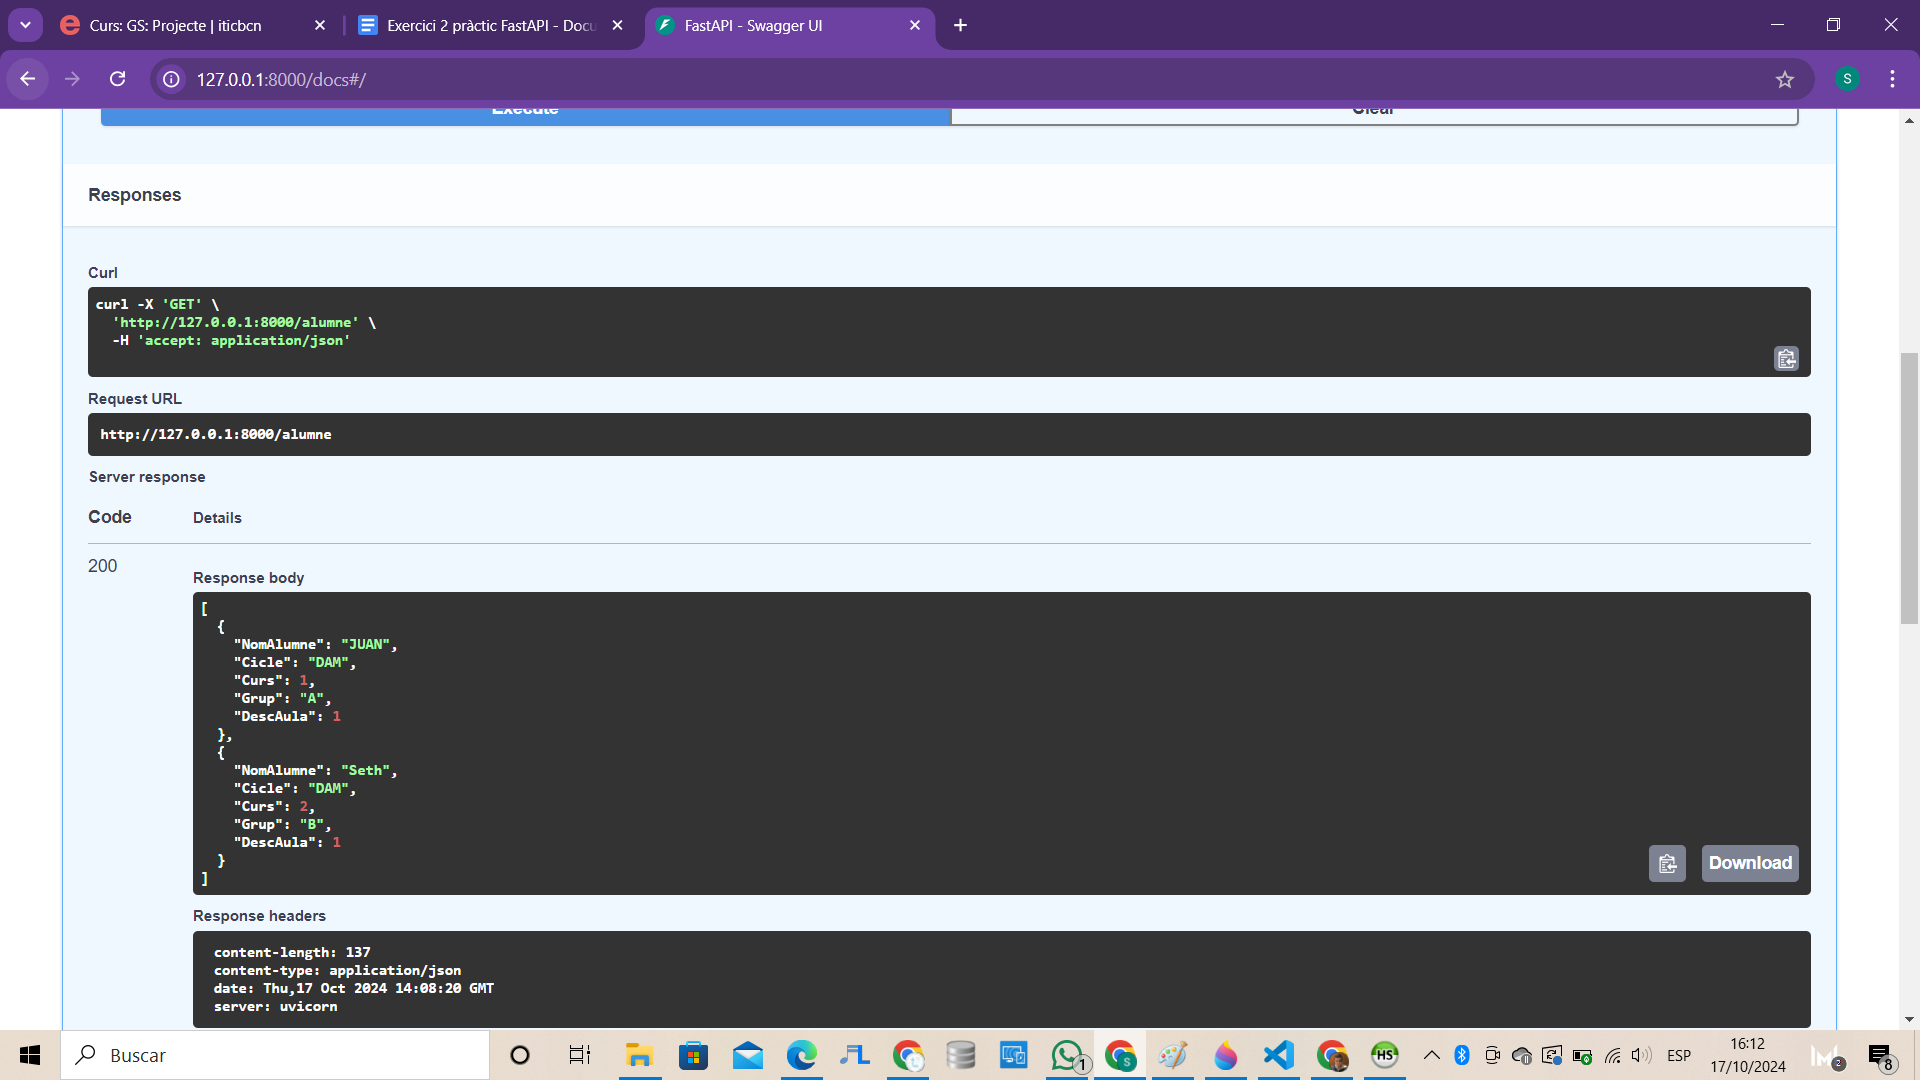 Curs: GS: Projecte | iticbcn
Exercici 2 pràctic FastAPI - Docu
FastAPI - Swagger UI
127.0.0.1:8000/docs#/
S
Execute
Clear
Responses
Curl
curl -X 'GET' \
'http://127.0.0.1:8000/alumne' \
-H 'accept: application/json'
Request URL
http://127.0.0.1:8000/alumne
Server response
Code
Details
200
Response body
[
{
"NomAlumne": "JUAN",
"Cicle": "DAM",
"Curs": 1,
"Grup": "A",
"DescAula": 1
},
{
"NomAlumne": "Seth",
"Cicle": "DAM",
"Curs": 2,
"Grup": "B",
"DescAula": 1
}
]
Download
Response headers
content-length: 137
content-type: application/json
date: Thu,17 Oct 2024 14:08:20 GMT
server: uvicorn
Buscar
1
S
HS
ESP
16:12
17/10/2024
2
8